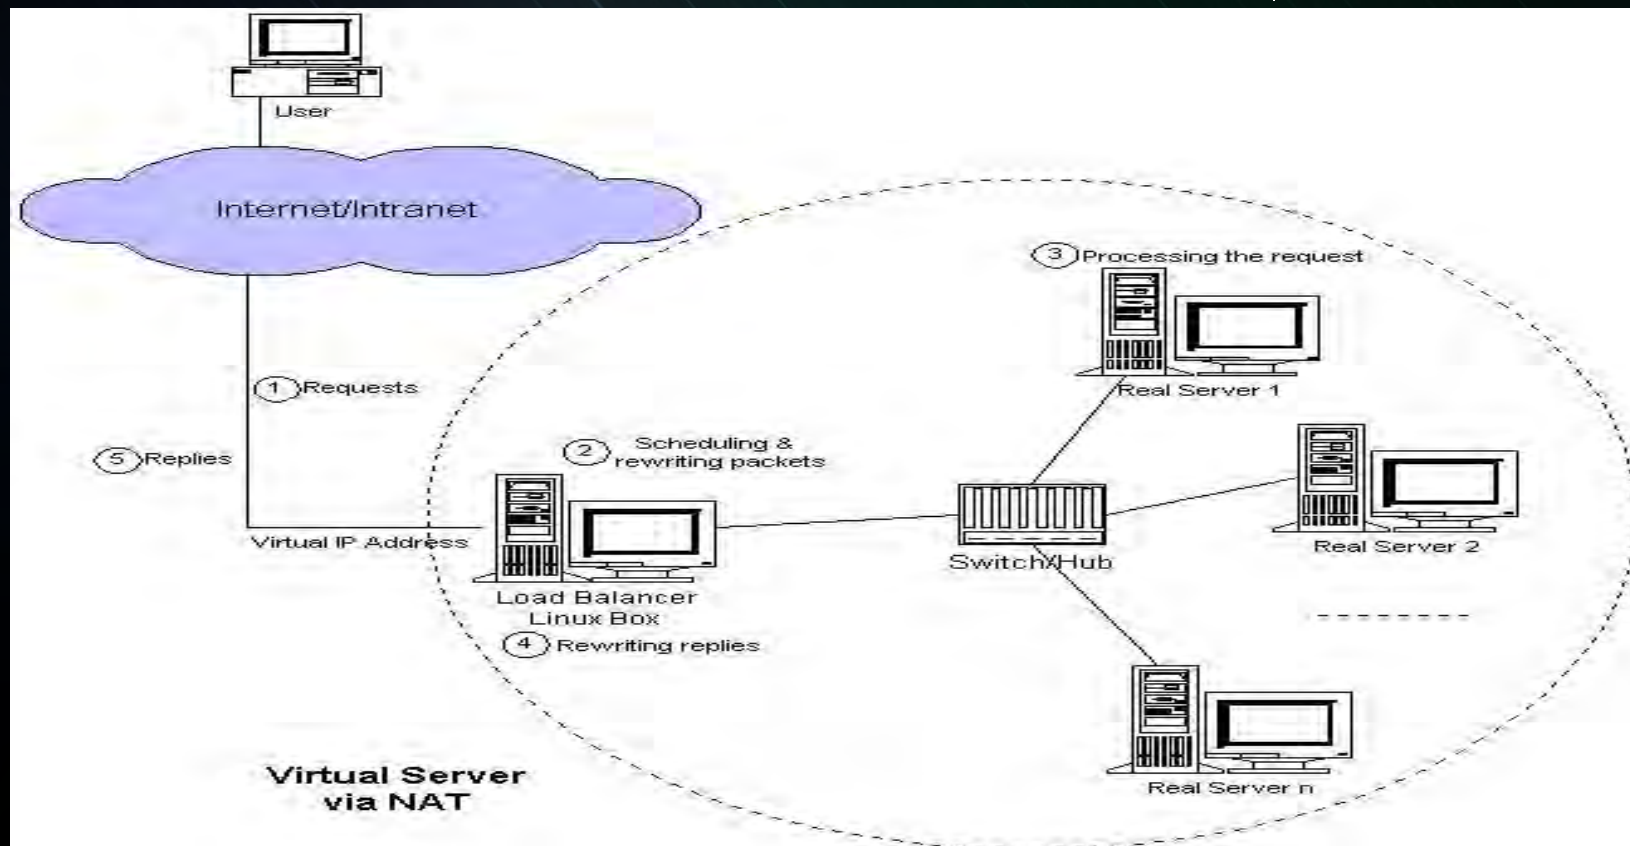 User
Internet/Intranet
3 Processing the request
Real Server 1
1 Requests
2 Scheduling &
rewriting packets
5 Replies
Virtual IP Address
Load Balancer
Linux Box
4 Rewriting replies
Switch/Hub
Real Server 2
Real Server n
Virtual Server
via NAT